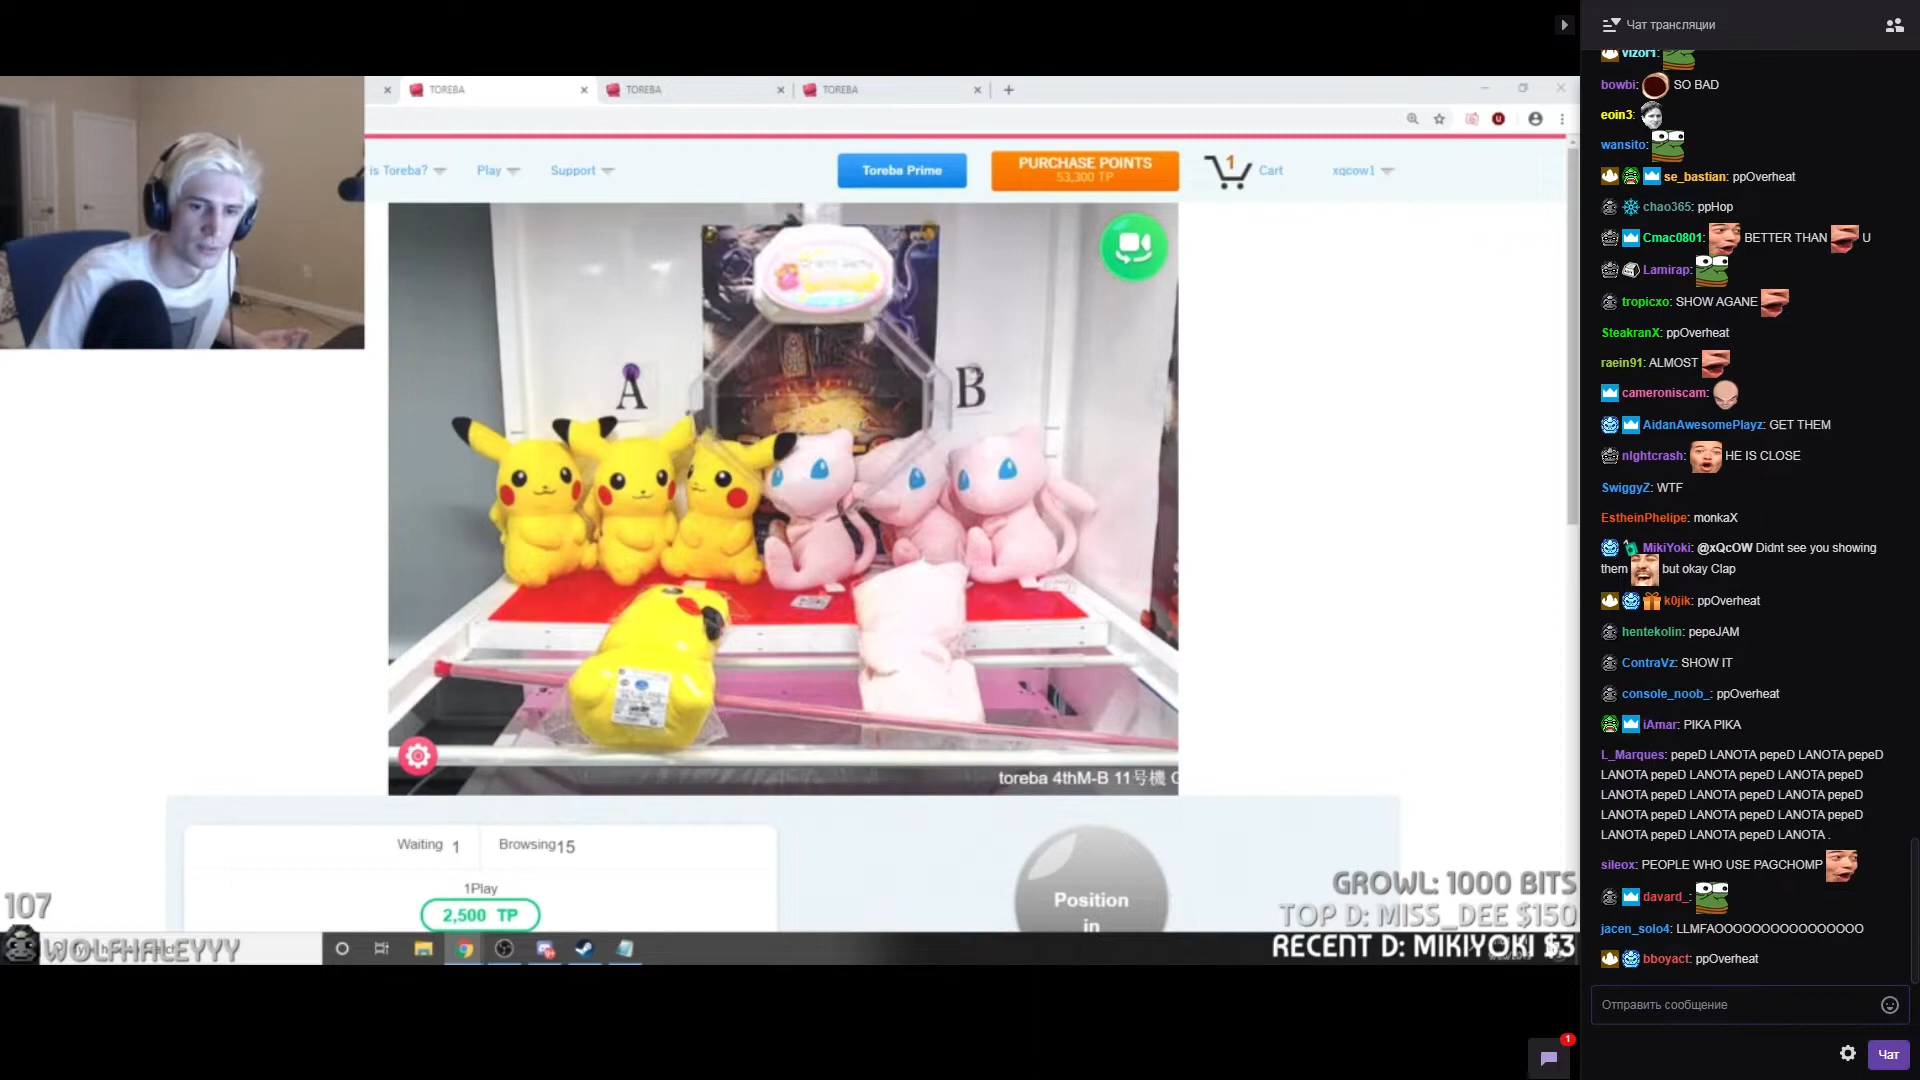 TOREBA
TOREBA
TOREBA
is Toreba?
Play
Support
Toreba Prime
PURCHASE POINTS
53,300 TP
1
Cart
xqcow1
A
B
toreba 4thM-B 11号機
Waiting 1
Browsing 15
1Play
2,500 TP
Position
in
107
WOLFHALEYYY
GROWL: 1000 BITS
TOP D: MISS_DEE $150
RECENT D: MIKIYOKI $3
Чат трансляции
vizor1:
bowbi: SO BAD
eoin3:
wansito:
se_bastian: ppOverheat
chao365: ppHop
Cmac0801: BETTER THAN U
Lamirap:
tropicxo: SHOW AGANE
SteakranX: ppOverheat
raein91: ALMOST
cameroniscam:
AidanAwesomePlayz: GET THEM
nIghtcrash: HE IS CLOSE
SwiggyZ: WTF
EstheinPhelipe: monkaX
MikiYoki: @xQcOW Didnt see you showing
them but okay Clap
k0jik: ppOverheat
hentekolin: pepeJAM
ContraVz: SHOW IT
console_noob_: ppOverheat
iAmar: PIKA PIKA
L_Marques: pepeD LANOTA pepeD LANOTA pepeD
LANOTA pepeD LANOTA pepeD LANOTA pepeD
LANOTA pepeD LANOTA pepeD LANOTA pepeD
LANOTA pepeD LANOTA pepeD LANOTA pepeD
LANOTA pepeD LANOTA pepeD LANOTA .
sileox: PEOPLE WHO USE PAGCHOMP
davard_:
jacen_solo4: LLMFAOOOOOOOOOOOOOOOO
bboyact: ppOverheat
Отправить сообщение
1
Чат